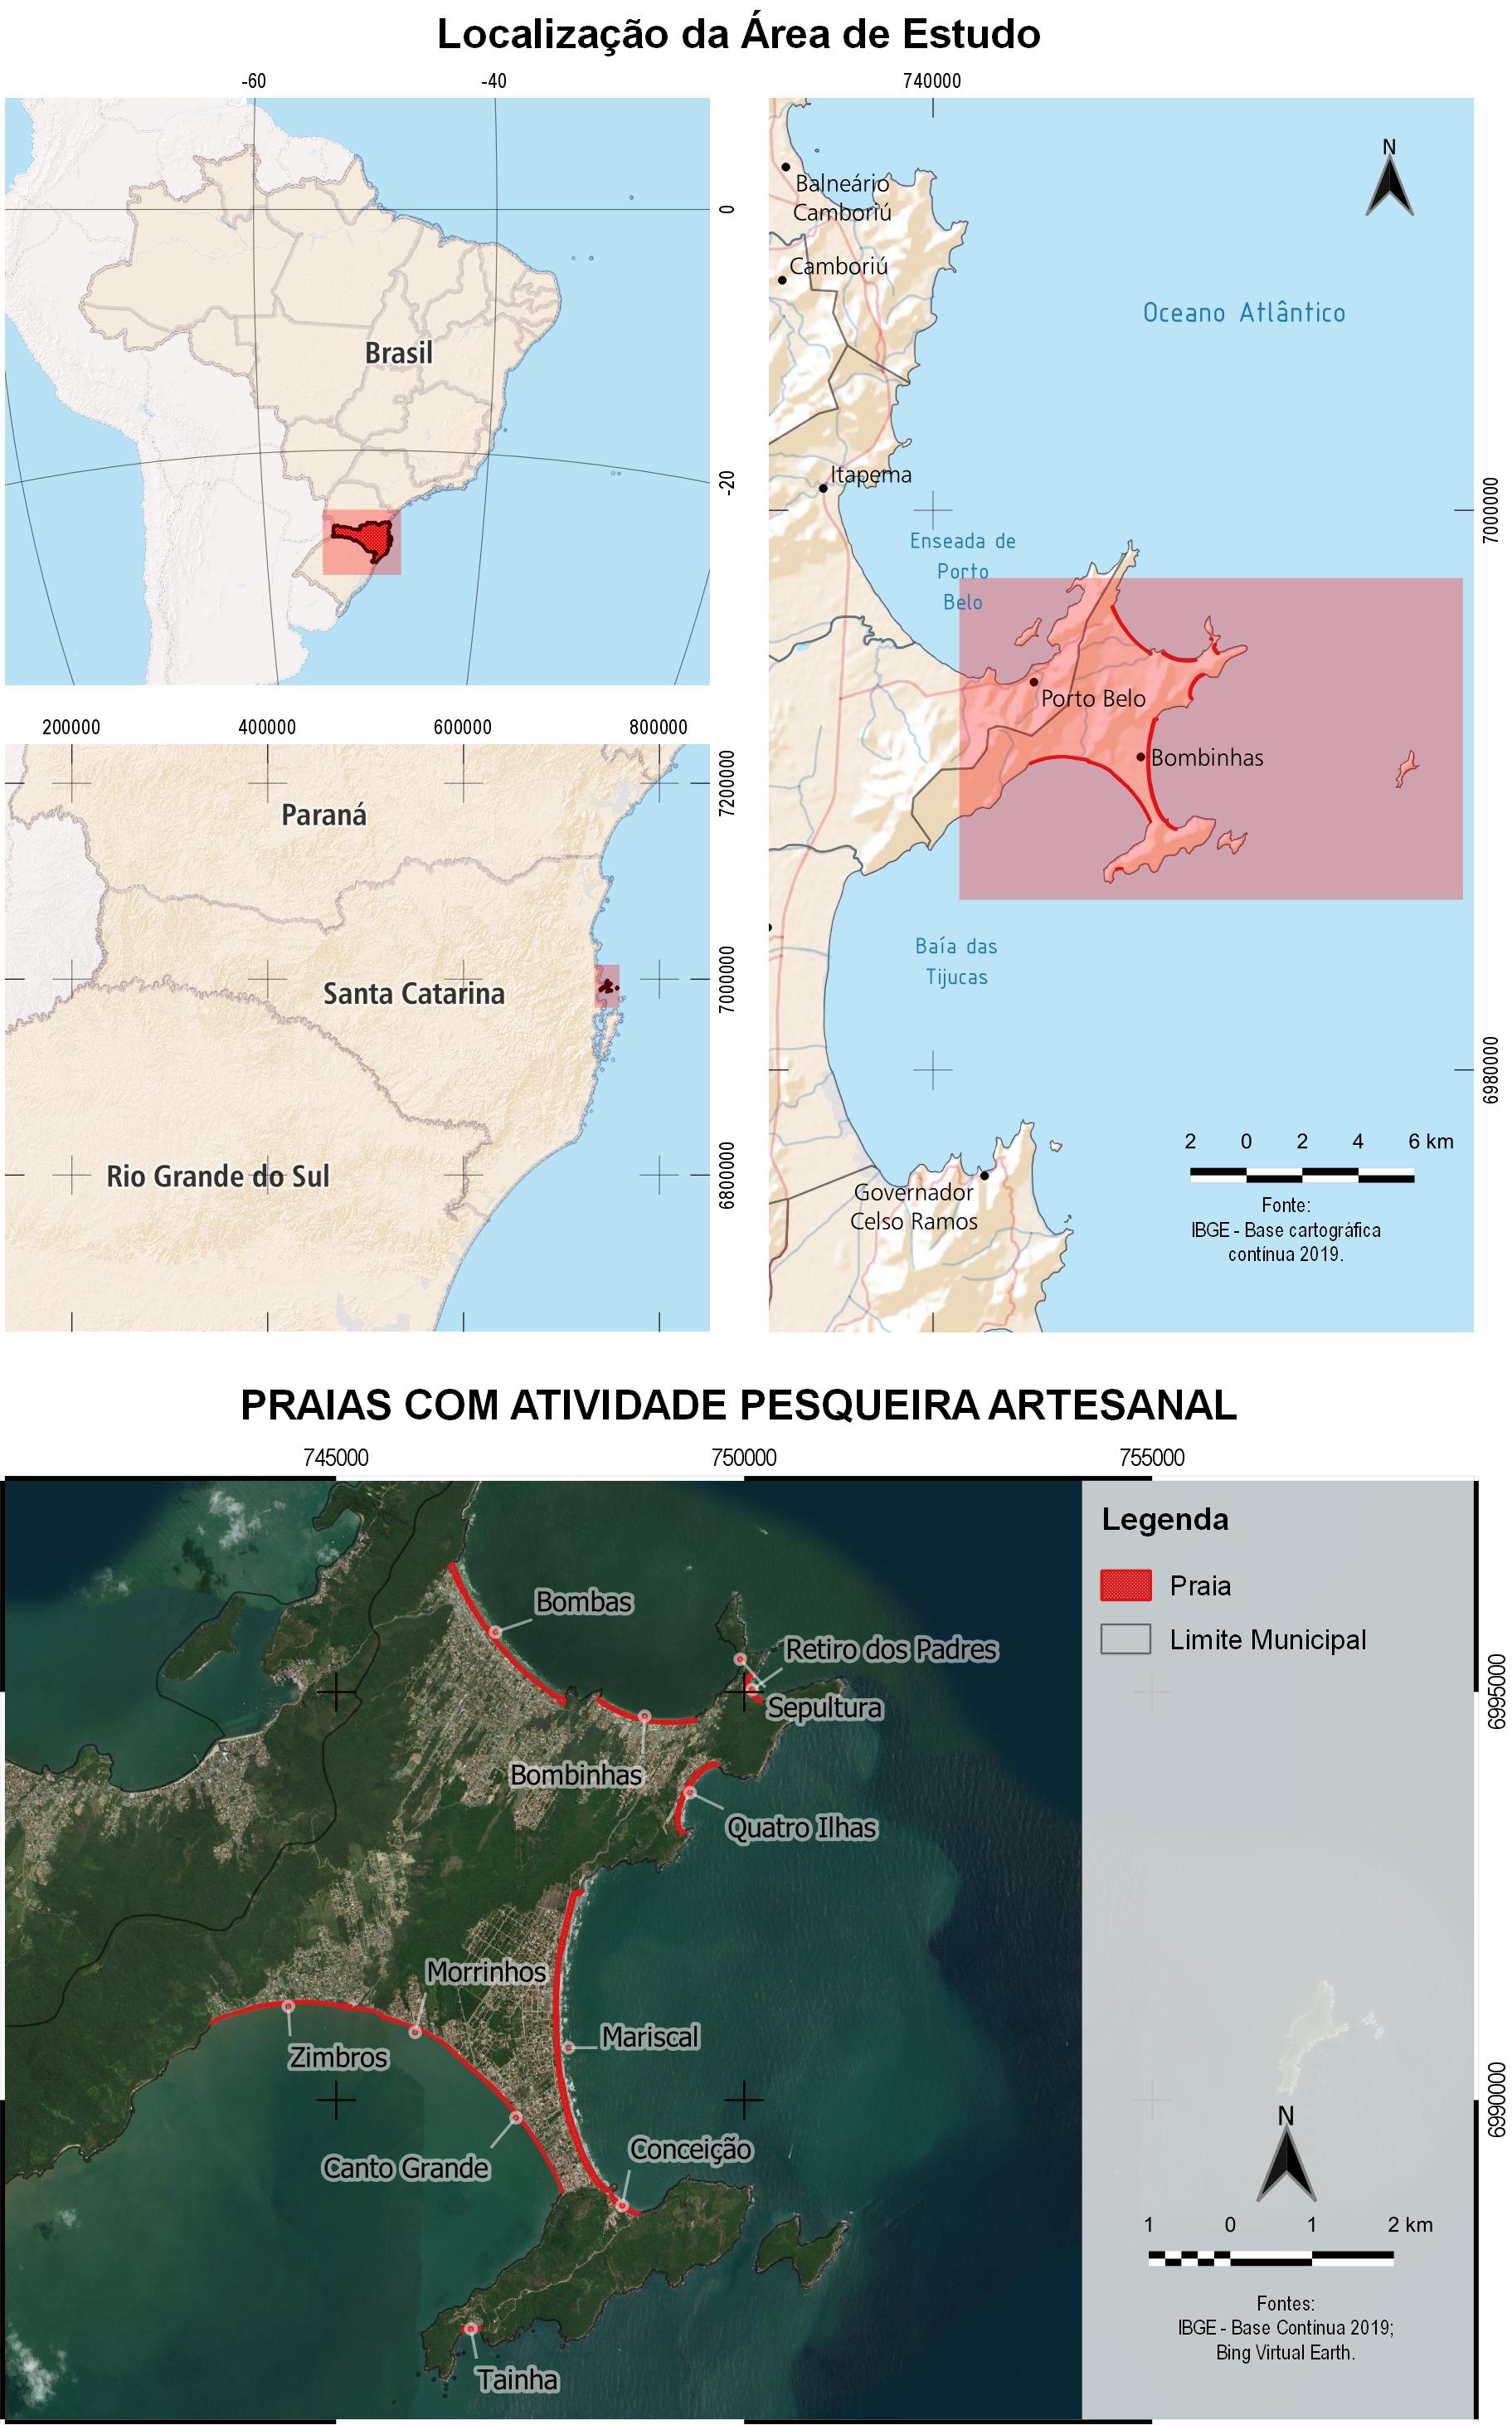 Localização da Área de Estudo
-60
-40
0
-20
Brasil
200000
400000
600000
800000
7200000
7000000
6800000
Paraná
Santa Catarina
Rio Grande do Sul
740000
N
Balneário
Camboriú
Camboriú
Oceano Atlântico
Itapema
7000000
Enseada de
Porto
Belo
Porto Belo
Bombinhas
Baía das
Tijucas
6980000
2 0 2 4 6 km
Governador
Celso Ramos
Fonte:
IBGE - Base cartográfica
contínua 2019.
PRAIAS COM ATIVIDADE PESQUEIRA ARTESANAL
745000
750000
755000
Legenda
Praia
Limite Municipal
Bombas
Retiro dos Padres
Sepultura
6995000
Bombinhas
Quatro Ilhas
Morrinhos
Mariscal
Zimbros
6990000
Conceição
Canto Grande
Tainha
N
1 0 1 2 km
Fontes:
IBGE - Base Contínua 2019;
Bing Virtual Earth.